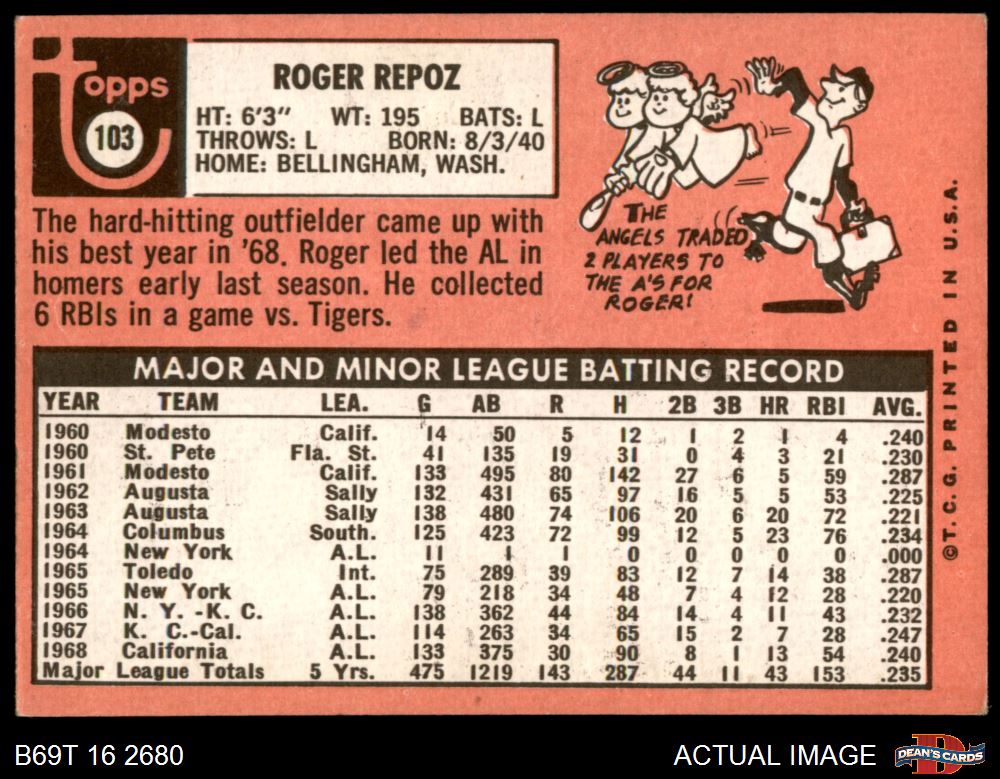 topps
103
ROGER REPOZ
HT: 6'3" WT: 195 BATS: L
THROWS: L BORN: 8/3/40
HOME: BELLINGHAM, WASH.
The hard-hitting outfielder came up with
his best year in '68. Roger led the AL in
homers early last season. He collected
6 RBIs in a game vs. Tigers.
THE
ANGELS TRADED
2 PLAYERS TO
THE A'S FOR
ROGER!
MAJOR AND MINOR LEAGUE BATTING RECORD
YEAR TEAM LEA. G AB R H 2B 3B HR RBI AVG.
1960 Modesto Calif. 14 50 5 12 1 2 1 4 .240
1960 St. Pete Fla. St. 41 135 19 31 0 4 3 21 .230
1961 Modesto Calif. 133 495 80 142 27 6 5 59 .287
1962 Augusta Sally 132 431 65 97 16 5 5 53 .225
1963 Augusta Sally 138 480 74 106 20 6 20 72 .221
1964 Columbus South. 125 423 72 99 12 5 23 76 .234
1964 New York A.L. 11 1 1 0 0 0 0 0 .000
1965 Toledo Int. 75 289 39 83 12 7 14 38 .287
1965 New York A.L. 79 218 34 48 7 4 12 28 .220
1966 N. Y. -K. C. A.L. 138 362 44 84 14 4 11 43 .232
1967 K. C.-Cal. A.L. 114 263 34 65 15 2 7 28 .247
1968 California A.L. 133 375 30 90 8 1 13 54 .240
Major League Totals 5 Yrs. 475 1219 143 287 44 11 43 153 .235
©T. C. G. PRINTED IN U.S.A.
B69T 16 2680
ACTUAL IMAGE
DEAN'S CARDS